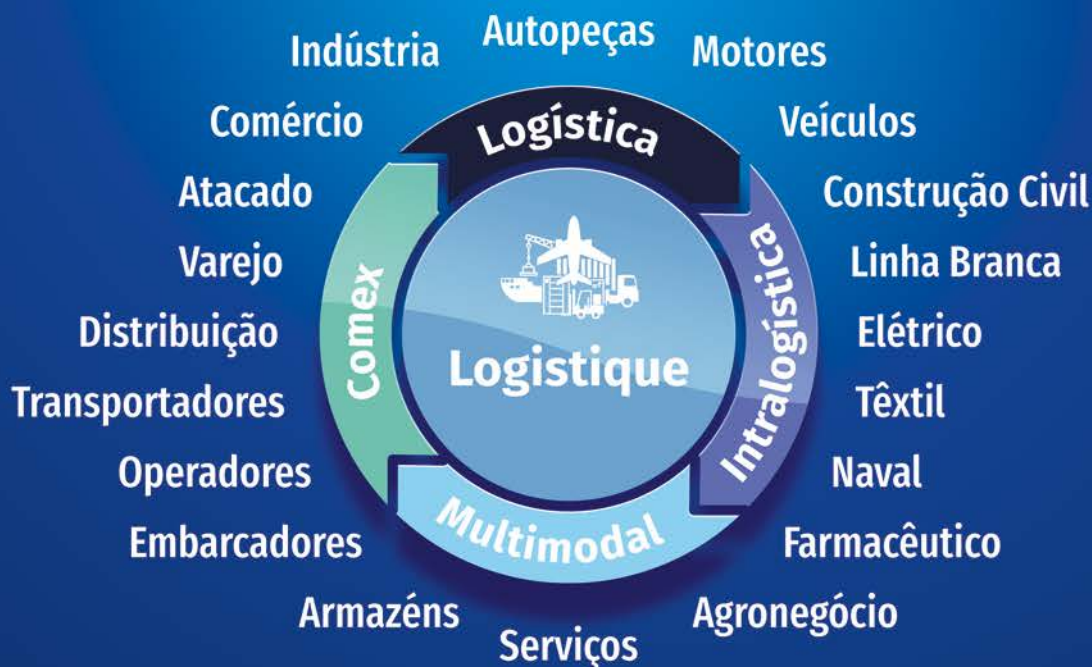 Autopeças
Indústria
Motores
Comércio
Veículos
Atacado
Construção Civil
Varejo
Linha Branca
Distribuição
Elétrico
Transportadores
Têxtil
Operadores
Naval
Embarcadores
Farmacêutico
Armazéns
Agronegócio
Serviços
Logística
Intralogística
Multimodal
Comex
Logistique